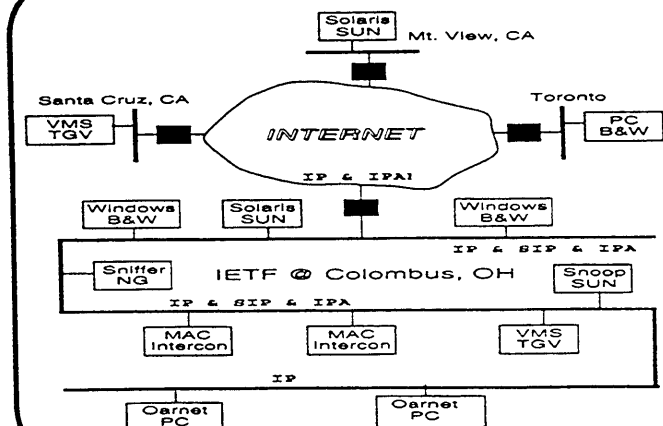 Solaris
SUN
Mt. View, CA
Santa Cruz, CA
Toronto
VMS
TGV
INTERNET
PC
B&W
IP & IPAI
Windows
B&W
Solaris
SUN
Windows
B&W
IP & SIP & IPA
Sniffer
NG
IETF @ Colombus, OH
Snoop
SUN
IP & SIP & IPA
MAC
Intercon
MAC
Intercon
VMS
TGV
IP
Oarnet
PC
Oarnet
PC